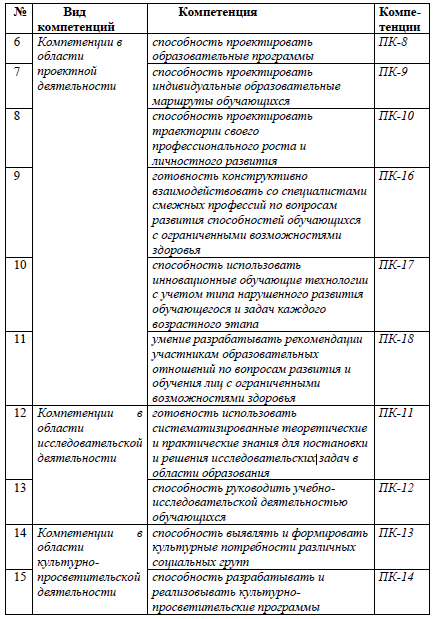 № Вид Компетенция Компе-
компетенций тенции
6 Компетенции в способность проектировать ПК-8
области образовательные программы
7 проектной способность проектировать ПК-9
деятельности индивидуальные образовательные
маршруты обучающихся
8 способность проектировать ПК-10
траектории своего
профессионального роста и
личностного развития
9 готовность конструктивно ПК-16
взаимодействовать со специалистами
смежных профессий по вопросам
развития способностей обучающихся
с ограниченными возможностями
здоровья
10 способность использовать ПК-17
инновационные обучающие технологии
с учетом типа нарушенного развития
обучающегося и задач каждого
возрастного этапа
11 умение разрабатывать рекомендации ПК-18
участникам образовательных
отношений по вопросам развития и
обучения лиц с ограниченными
возможностями здоровья
12 Компетенции в готовность использовать ПК-11
области систематизированные теоретические
исследовательской и практические знания для постановки
деятельности и решения исследовательских задач в
области образования
13 способность руководить учебно- ПК-12
исследовательской деятельностью
обучающихся
14 Компетенции в способность выявлять и формировать ПК-13
области культурные потребности различных
культурно- социальных групп
15 просветительской способность разрабатывать и ПК-14
деятельности реализовывать культурно-
просветительские программы